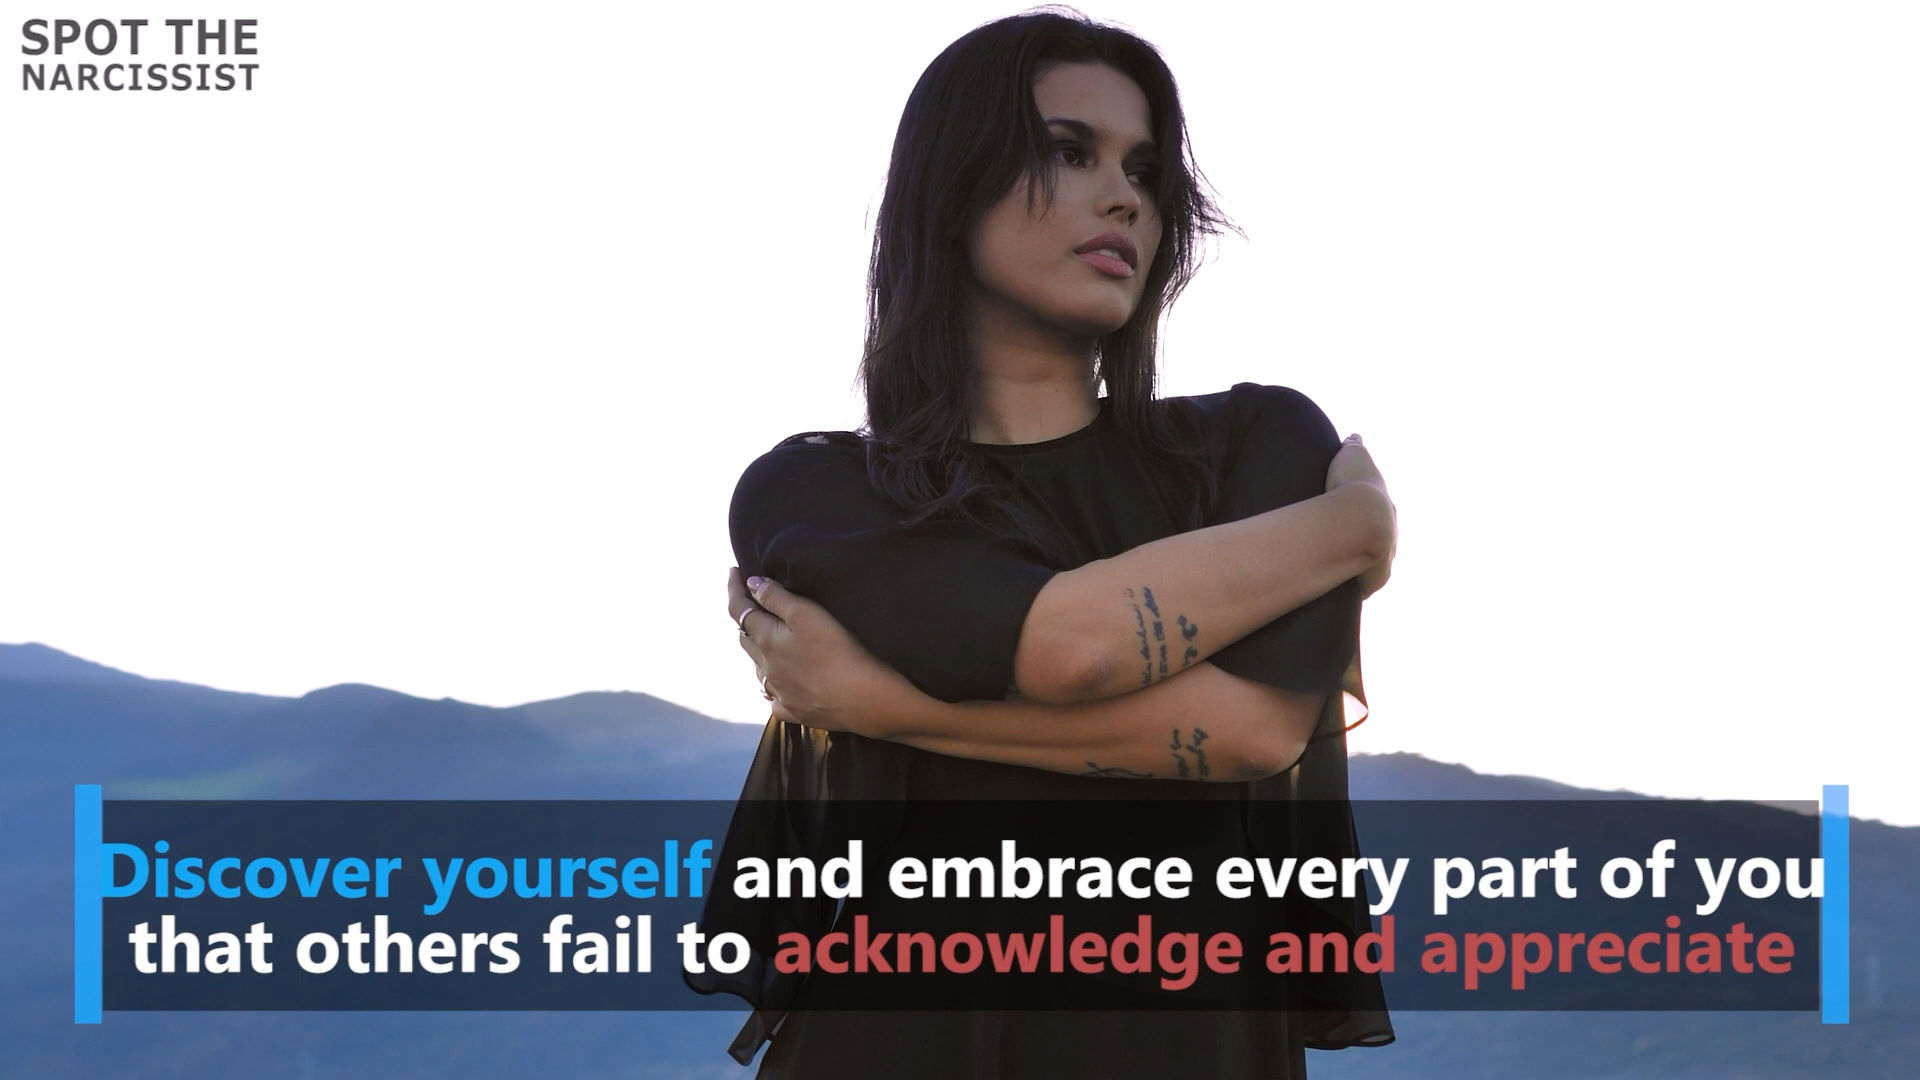 SPOT THE
NARCISSIST
Discover yourself and embrace every part of you
that others fail to acknowledge and appreciate